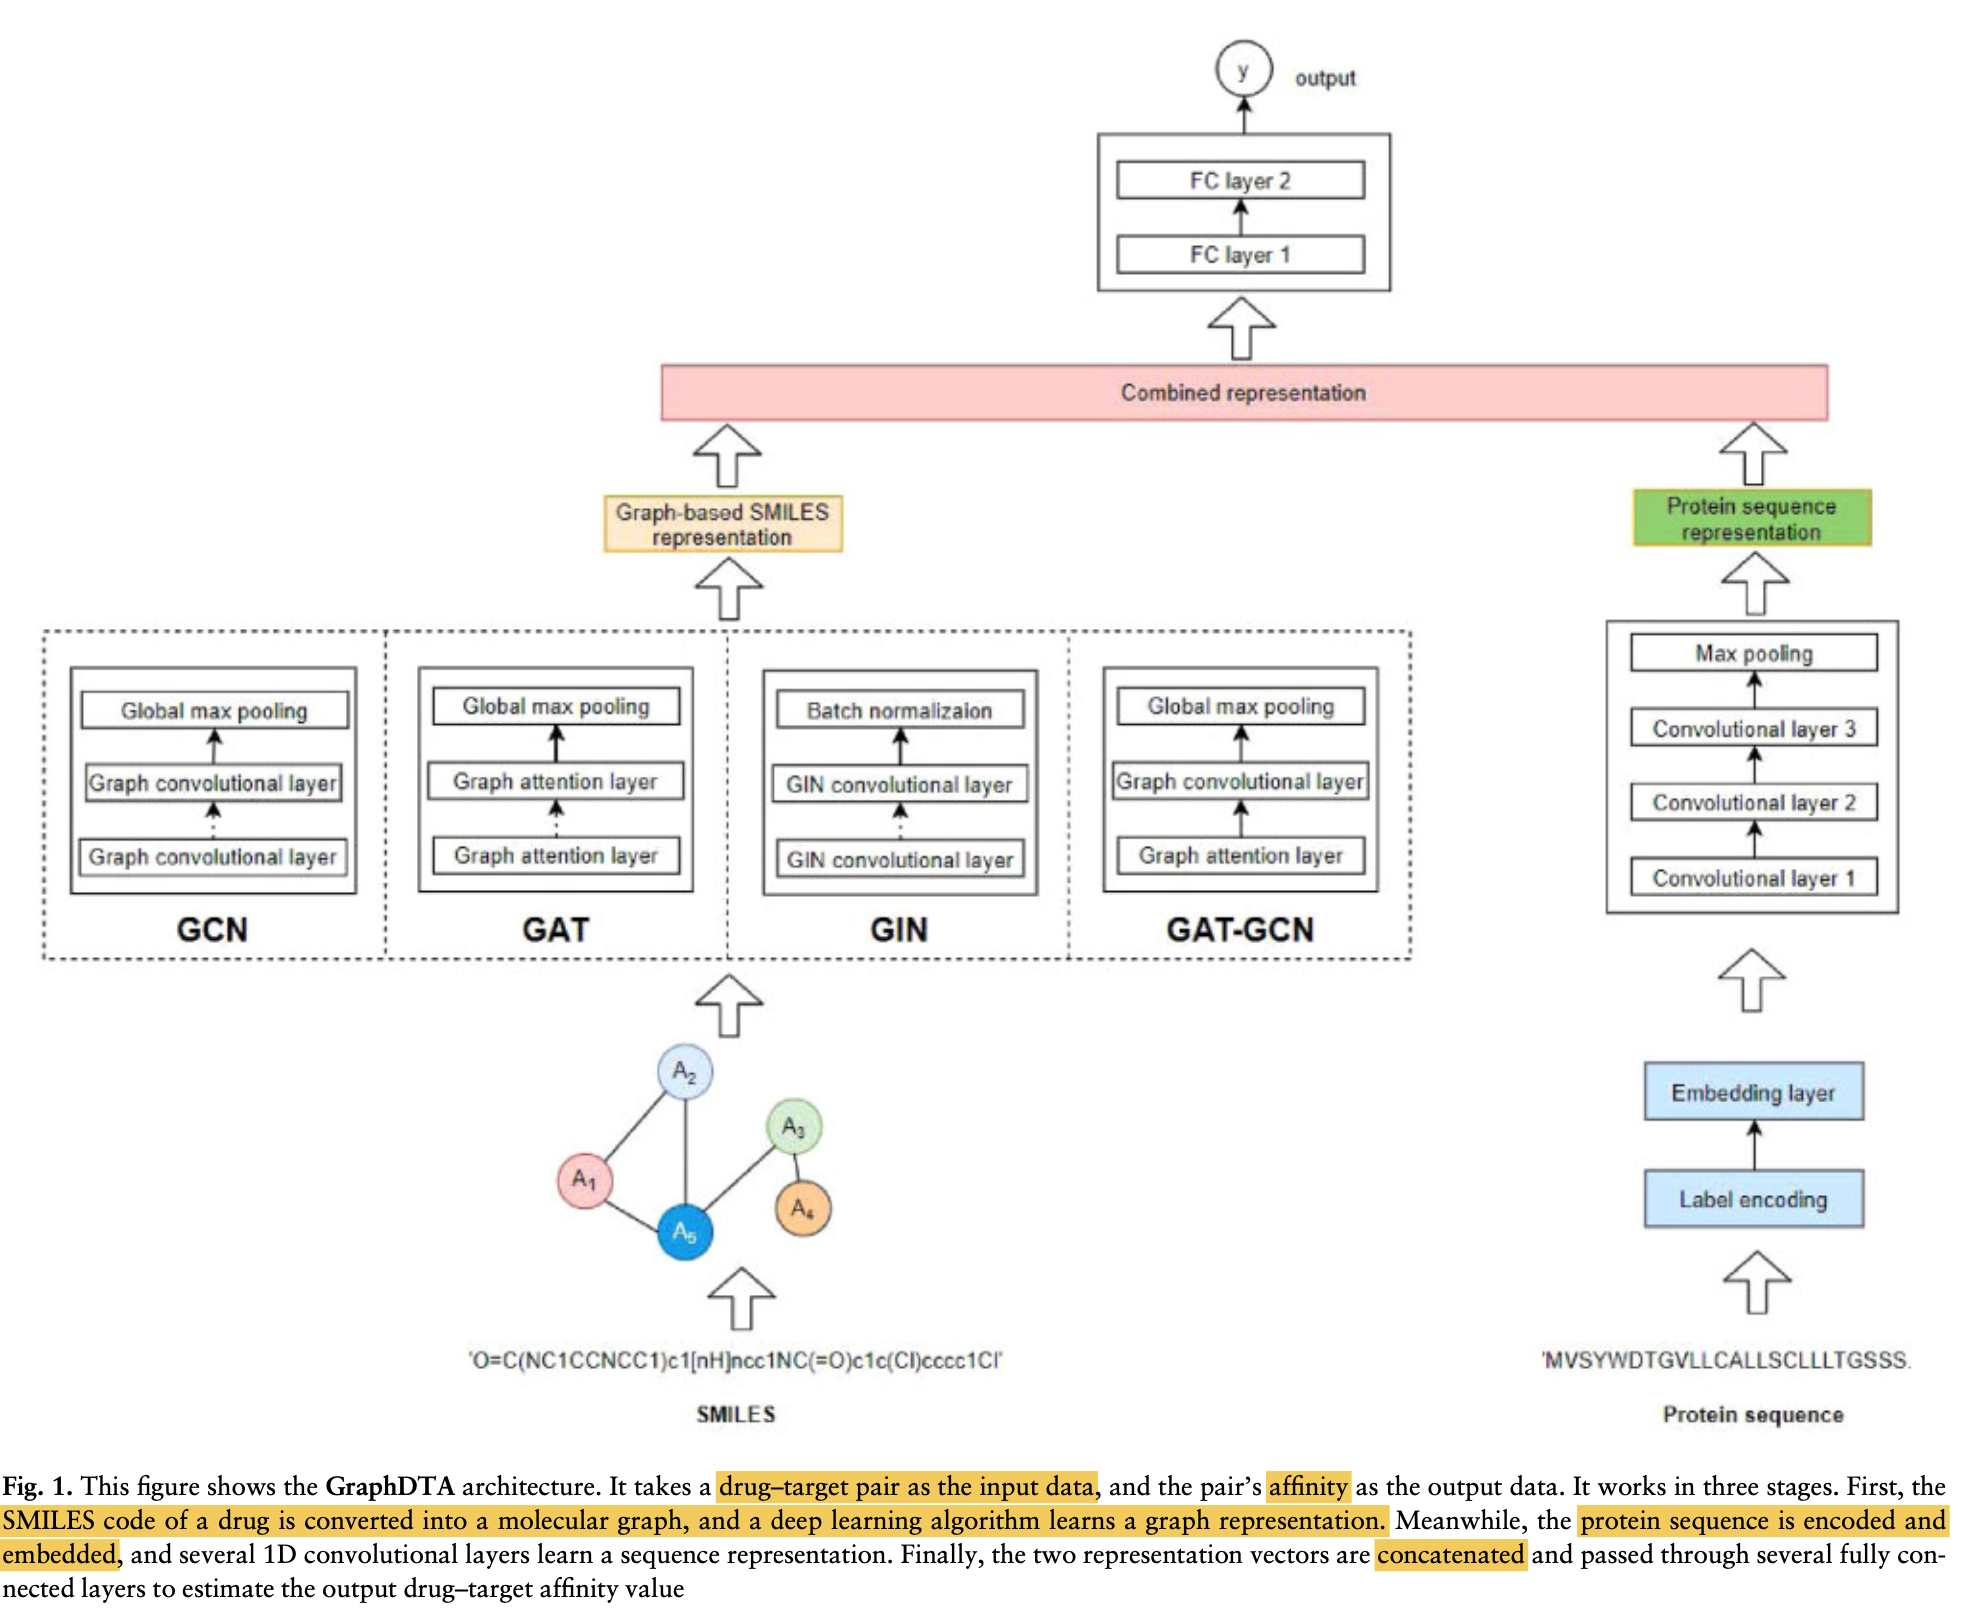 y
output
FC layer 2
FC layer 1
Combined representation
Graph-based SMILES
representation
Protein sequence
representation
Global max pooling
Graph convolutional layer
Graph convolutional layer
GCN
Global max pooling
Graph attention layer
Graph attention layer
GAT
Batch normalizaion
GIN convolutional layer
GIN convolutional layer
GIN
Global max pooling
Graph convolutional layer
Graph attention layer
GAT-GCN
Max pooling
Convolutional layer 3
Convolutional layer 2
Convolutional layer 1
A2
A3
A1
A4
A5
Embedding layer
Label encoding
'O=C(NC1CCNCC1)c1[nH]ncc1NC(=O)c1c(Cl)cccc1Cl'
SMILES
'MVSYWDTGVLLCALLSCLLLTGSSS.
Protein sequence
Fig. 1. This figure shows the GraphDTA architecture. It takes a drug–target pair as the input data, and the pair's affinity as the output data. It works in three stages. First, the
SMILES code of a drug is converted into a molecular graph, and a deep learning algorithm learns a graph representation. Meanwhile, the protein sequence is encoded and
embedded, and several 1D convolutional layers learn a sequence representation. Finally, the two representation vectors are concatenated and passed through several fully con-
nected layers to estimate the output drug–target affinity value